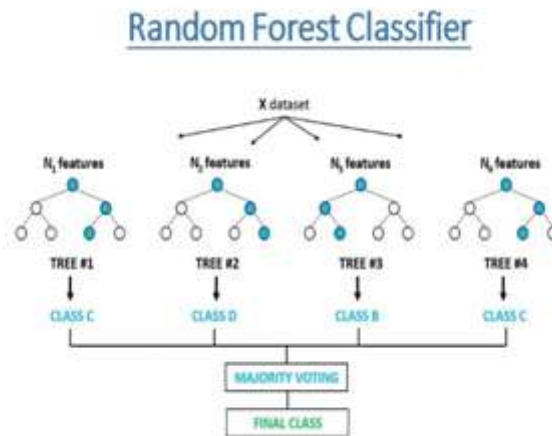 Random Forest Classifier
X dataset
N₁ features N₂ features N₃ features N₄ features
TREE #1 TREE #2 TREE #3 TREE #4
CLASS C CLASS D CLASS B CLASS C
MAJORITY VOTING
FINAL CLASS